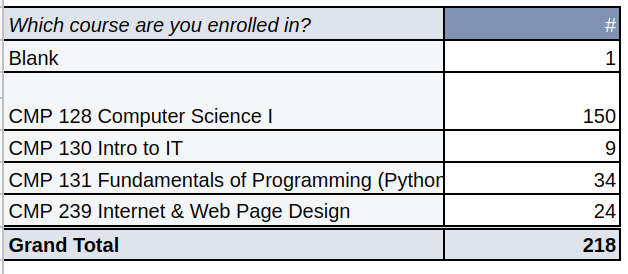 Which course are you enrolled in? #
Blank 1
CMP 128 Computer Science I 150
CMP 130 Intro to IT 9
CMP 131 Fundamentals of Programming (Python 34
CMP 239 Internet & Web Page Design 24
Grand Total 218